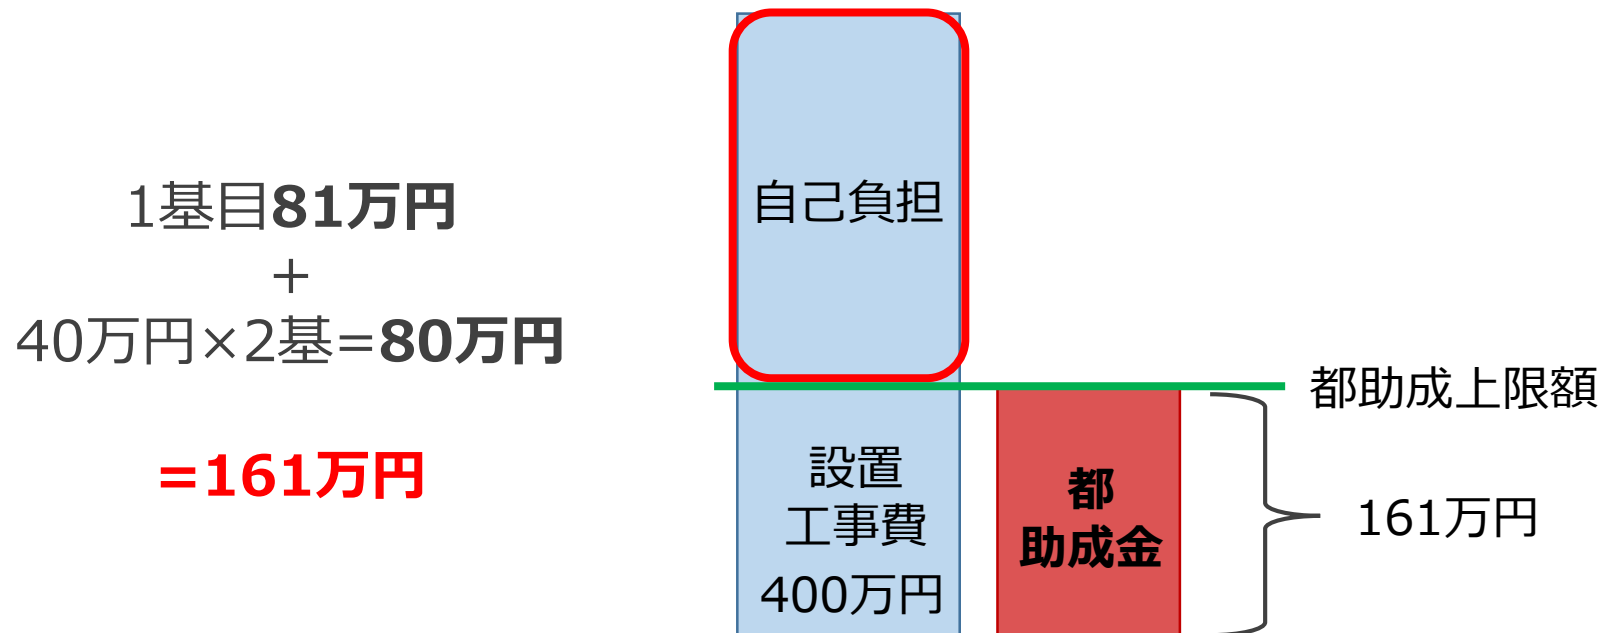 1基目81万円
+
40万円×2基=80万円
=161万円
自己負担
設置
工事費
400万円
都
助成金
都助成上限額
161万円